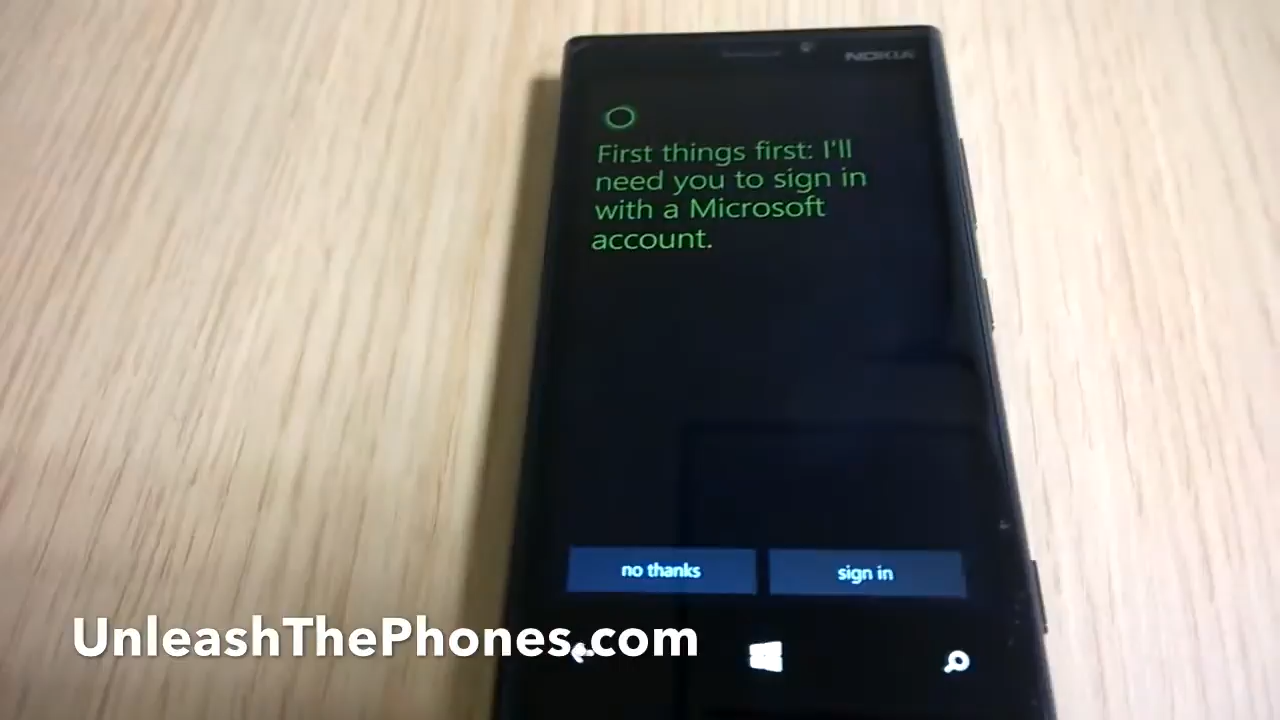 NOKIA
First things first: I'll
need you to sign in
with a Microsoft
account.
no thanks
sign in
UnleashThePhones.com